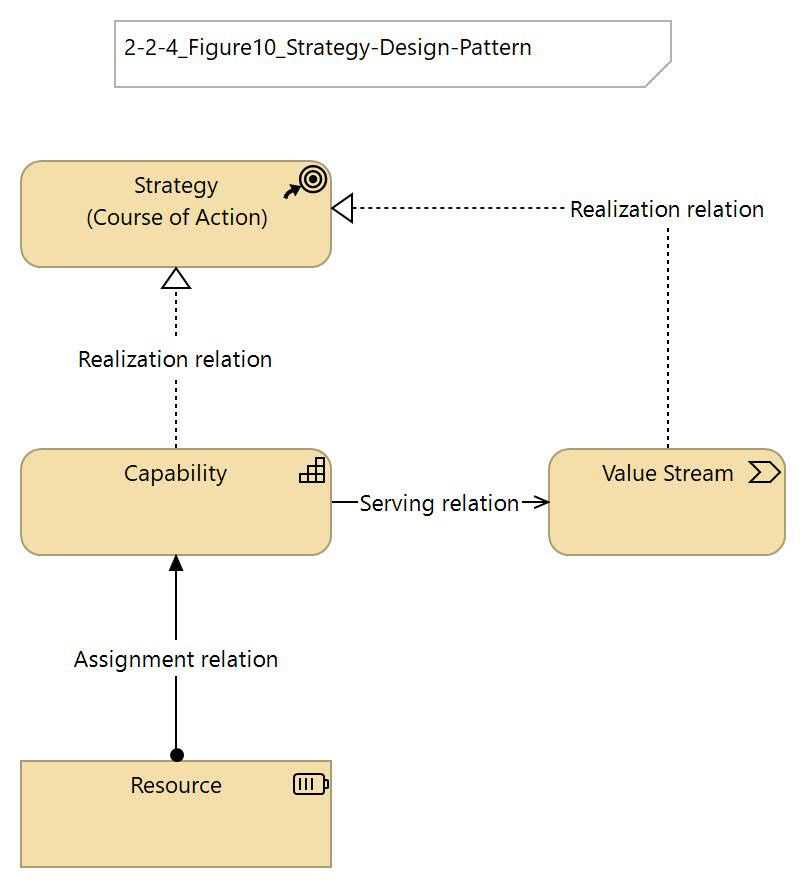 2-2-4_Figure10_Strategy-Design-Pattern
Strategy
(Course of Action)
Realization relation
Realization relation
Capability
Serving relation
Value Stream
Assignment relation
Resource